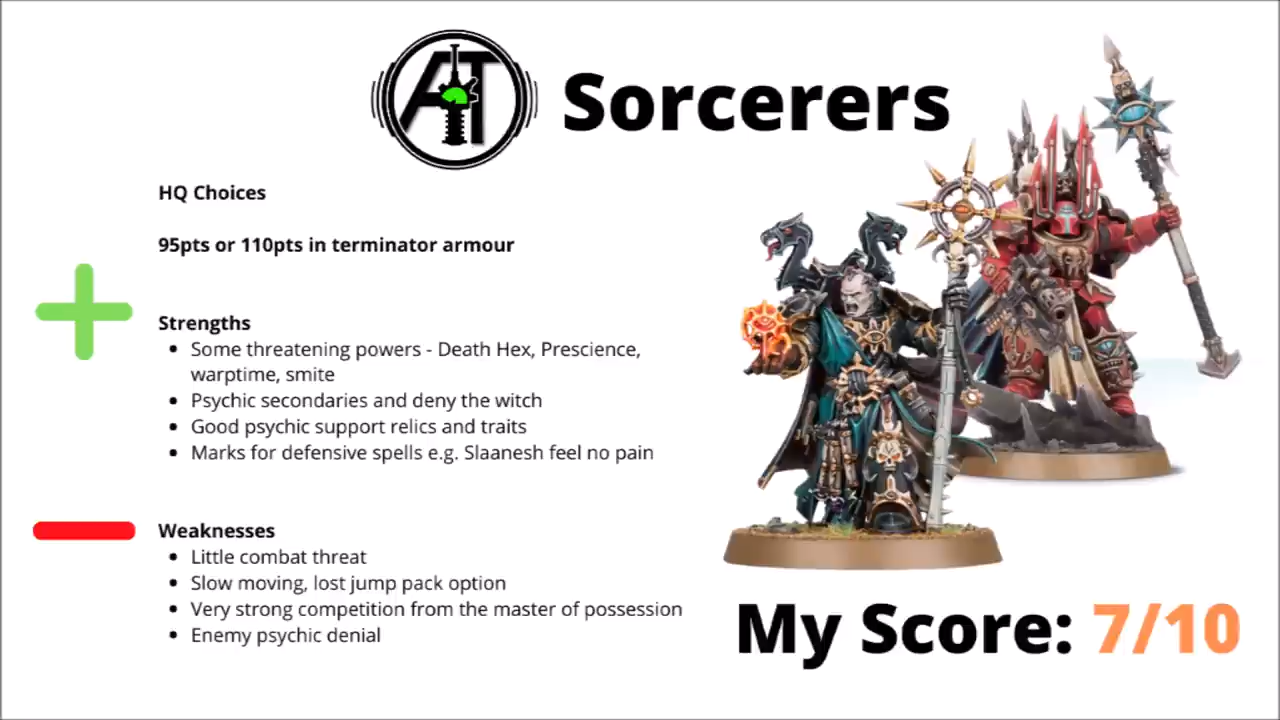 AT
Sorcerers
HQ Choices
95pts or 110pts in terminator armour
Strengths
• Some threatening powers - Death Hex, Prescience,
warptime, smite
• Psychic secondaries and deny the witch
• Good psychic support relics and traits
• Marks for defensive spells e.g. Slaanesh feel no pain
Weaknesses
• Little combat threat
• Slow moving, lost jump pack option
• Very strong competition from the master of possession
• Enemy psychic denial
My Score: 7/10